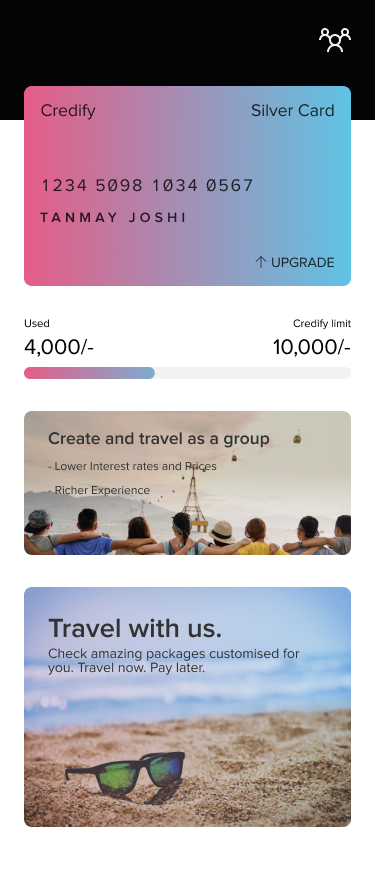 Credify
Silver Card
1234 5098 1034 0567
TANMAY JOSHI
↑ UPGRADE
Used
Credify limit
4,000/-
10,000/-
Create and travel as a group
- Lower Interest rates and Prices
- Richer Experience
Travel with us.
Check amazing packages customised for
you. Travel now. Pay later.